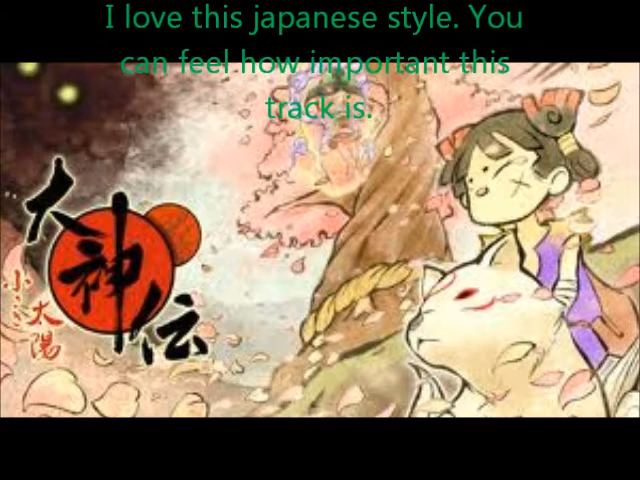 I love this japanese style. You
can feel how important this
track is.
大神伝
小さき太陽